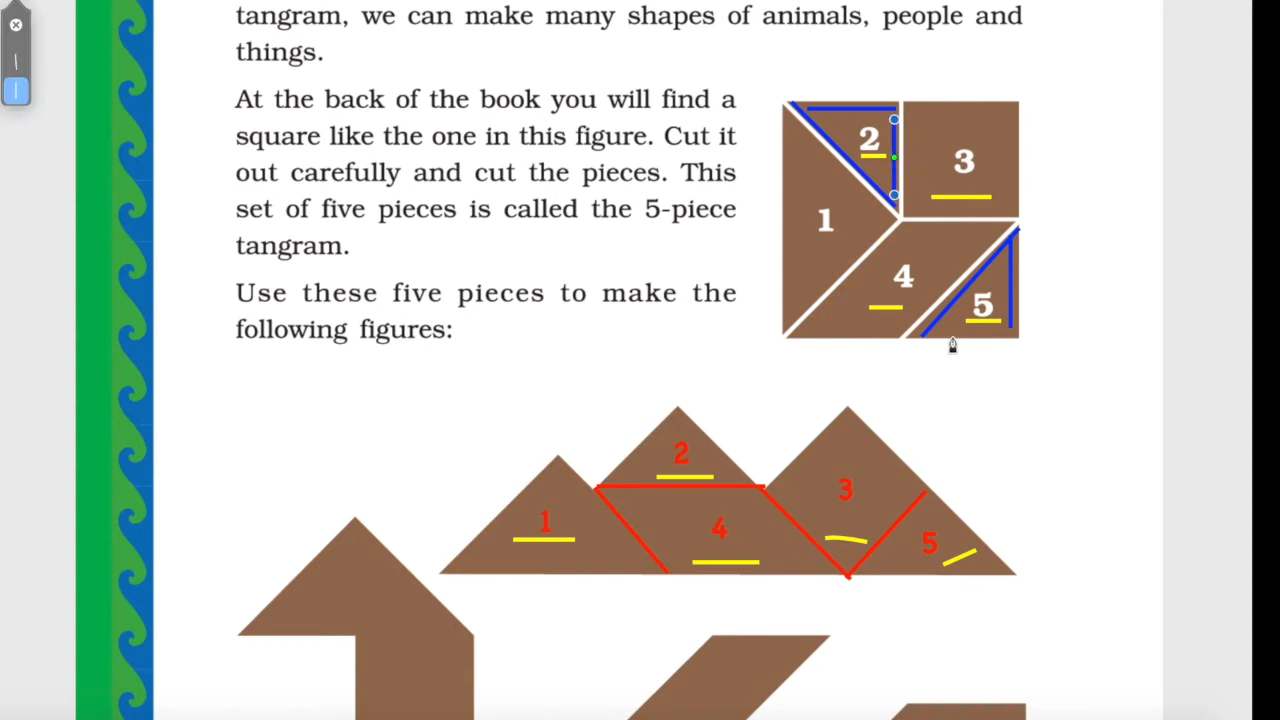 tangram, we can make many shapes of animals, people and
things.
At the back of the book you will find a
square like the one in this figure. Cut it
out carefully and cut the pieces. This
set of five pieces is called the 5-piece
tangram.
Use these five pieces to make the
following figures:
2
3
1
4
5
2
3
1
4
5